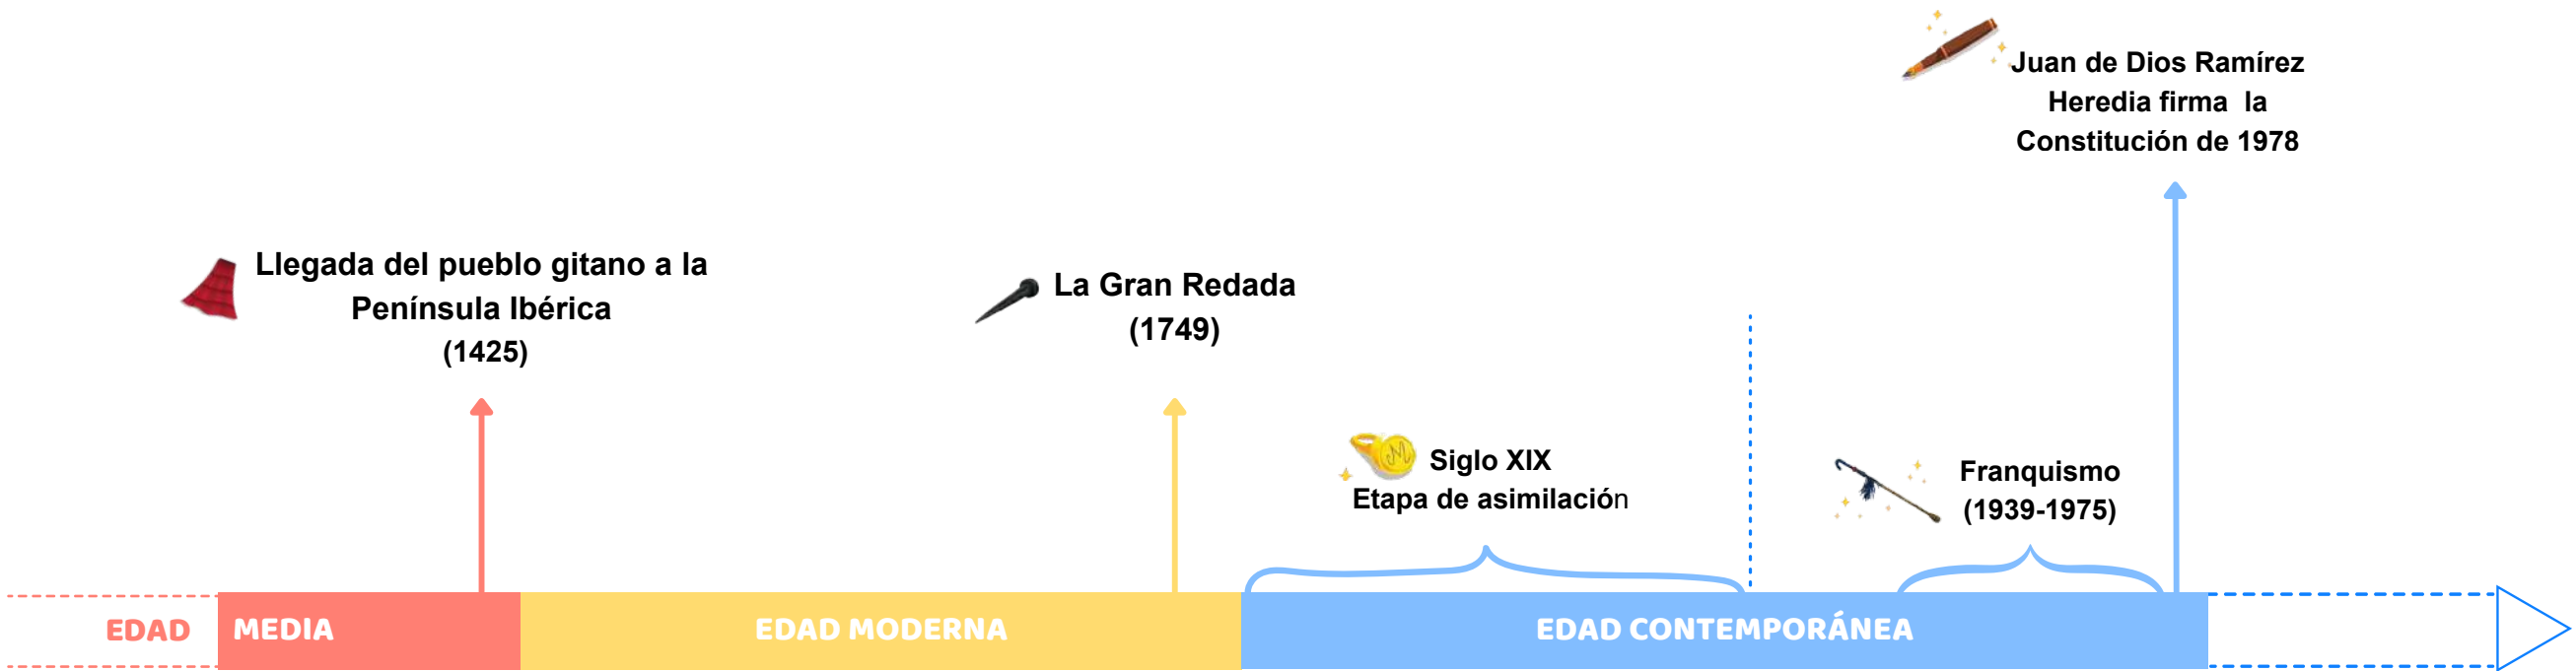 Llegada del pueblo gitano a la
Península Ibérica
(1425)
La Gran Redada
(1749)
M
Siglo XIX
Etapa de asimilación
Franquismo
(1939-1975)
Juan de Dios Ramírez
Heredia firma la
Constitución de 1978
EDAD MEDIA
EDAD MODERNA
EDAD CONTEMPORÁNEA